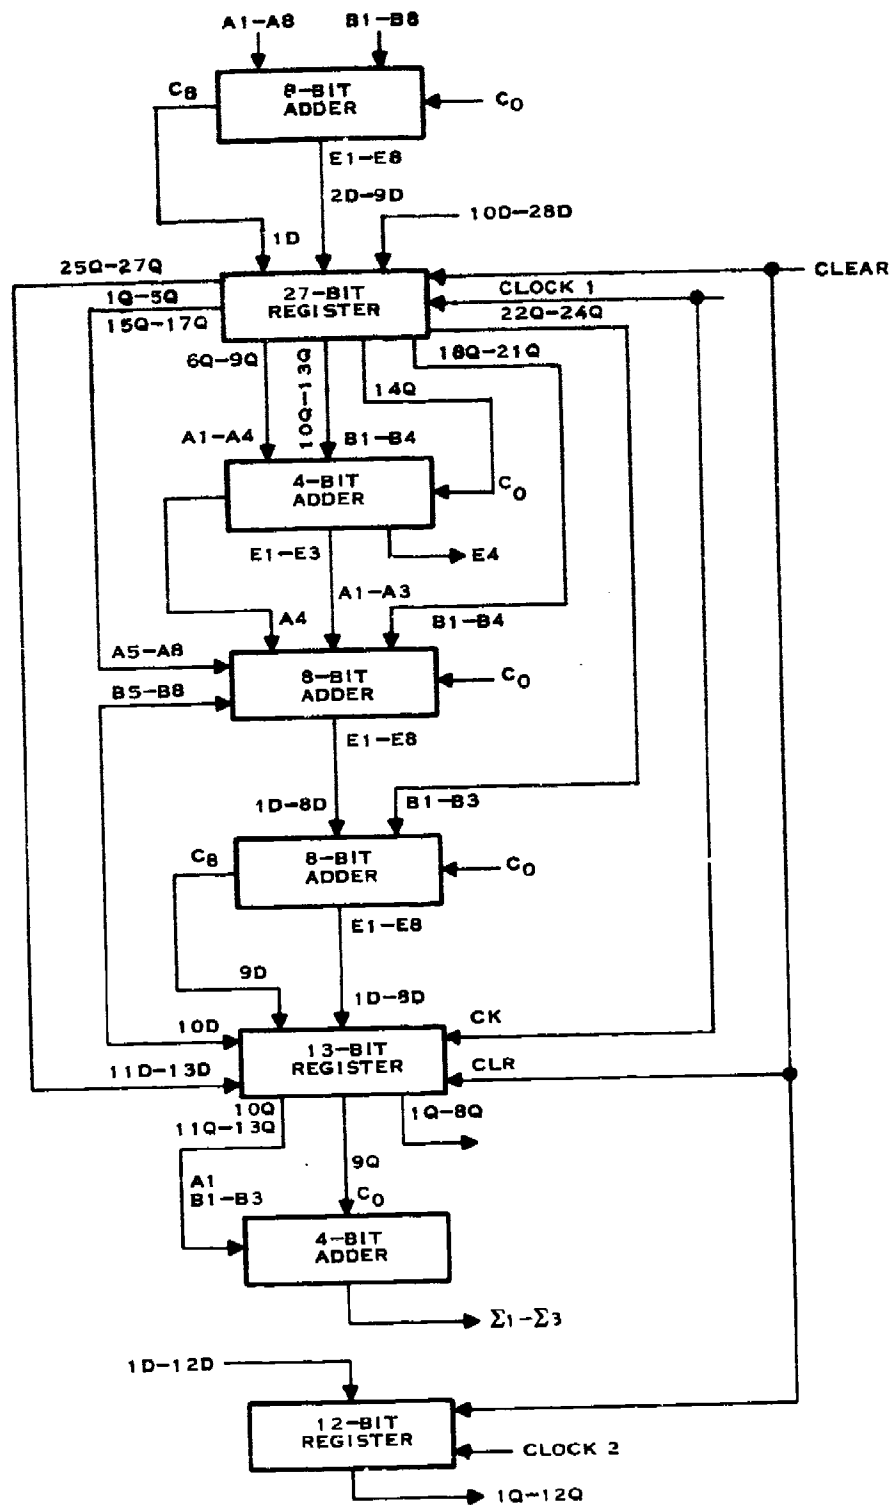 A1-A8
B1-B8
C8
8-BIT
ADDER
C0
E1-E8
2D-9D
10D-28D
1D
25Q-27Q
CLEAR
1Q-5Q
27-BIT
REGISTER
CLOCK 1
15Q-17Q
22Q-24Q
6Q-9Q
10Q-13Q
18Q-21Q
14Q
A1-A4
B1-B4
4-BIT
ADDER
C0
E1-E3
E4
A1-A3
A4
B1-B4
A5-A8
8-BIT
ADDER
C0
B5-B8
E1-E8
1D-8D
B1-B3
C8
8-BIT
ADDER
C0
E1-E8
9D
1D-8D
10D
13-BIT
REGISTER
CK
11D-13D
CLR
10Q
11Q-13Q
1Q-8Q
9Q
A1
B1-B3
C0
4-BIT
ADDER
Σ1-Σ3
1D-12D
12-BIT
REGISTER
CLOCK 2
1Q-12Q